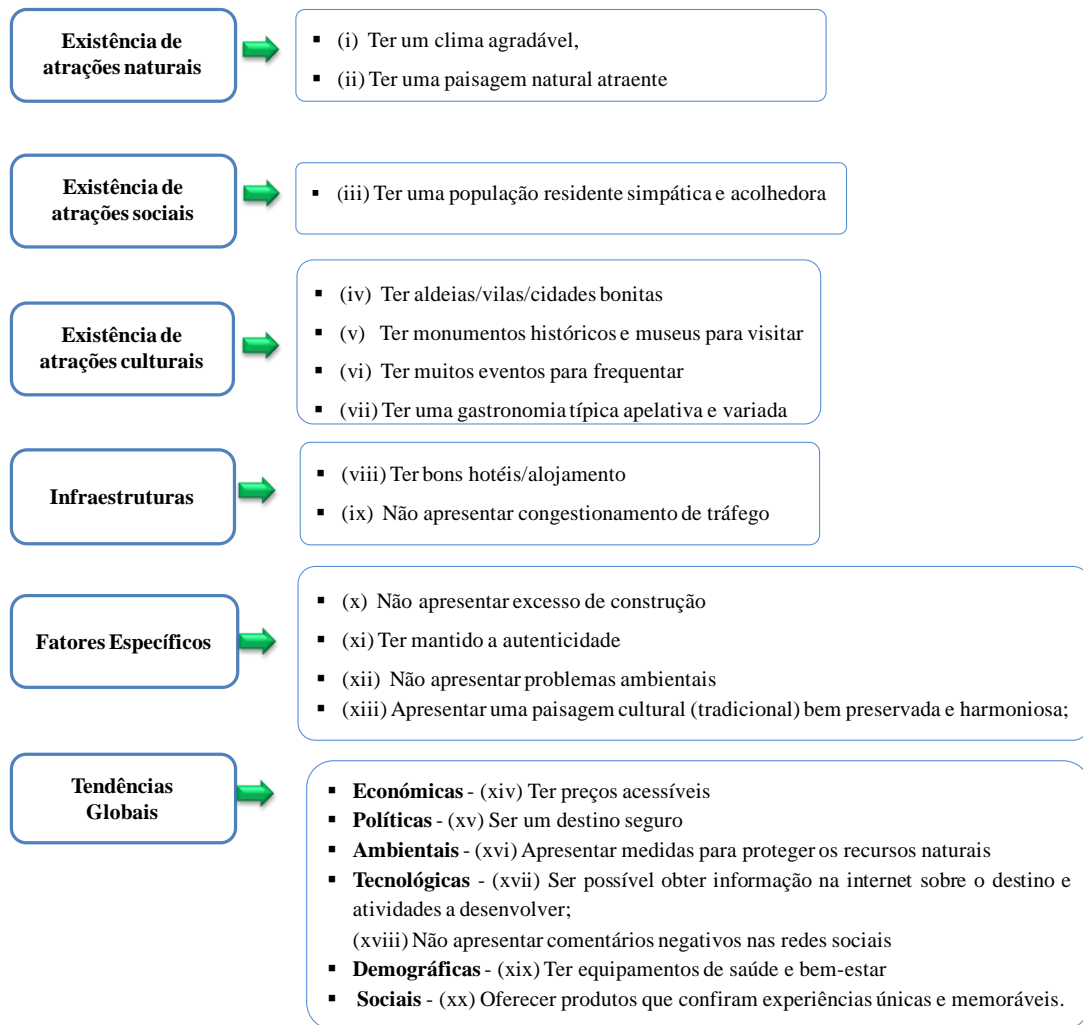 Existência de
atrações naturais
▪ (i) Ter um clima agradável,
▪ (ii) Ter uma paisagem natural atraente
Existência de
atrações sociais
▪ (iii) Ter uma população residente simpática e acolhedora
Existência de
atrações culturais
▪ (iv) Ter aldeias/vilas/cidades bonitas
▪ (v) Ter monumentos históricos e museus para visitar
▪ (vi) Ter muitos eventos para frequentar
▪ (vii) Ter uma gastronomia típica apelativa e variada
Infraestruturas
▪ (viii) Ter bons hotéis/alojamento
▪ (ix) Não apresentar congestionamento de tráfego
Fatores Específicos
▪ (x) Não apresentar excesso de construção
▪ (xi) Ter mantido a autenticidade
▪ (xii) Não apresentar problemas ambientais
▪ (xiii) Apresentar uma paisagem cultural (tradicional) bem preservada e harmoniosa;
Tendências
Globais
▪ Económicas - (xiv) Ter preços acessíveis
▪ Políticas - (xv) Ser um destino seguro
▪ Ambientais - (xvi) Apresentar medidas para proteger os recursos naturais
▪ Tecnológicas - (xvii) Ser possível obter informação na internet sobre o destino e
atividades a desenvolver;
(xviii) Não apresentar comentários negativos nas redes sociais
▪ Demográficas - (xix) Ter equipamentos de saúde e bem-estar
▪ Sociais - (xx) Oferecer produtos que confiram experiências únicas e memoráveis.